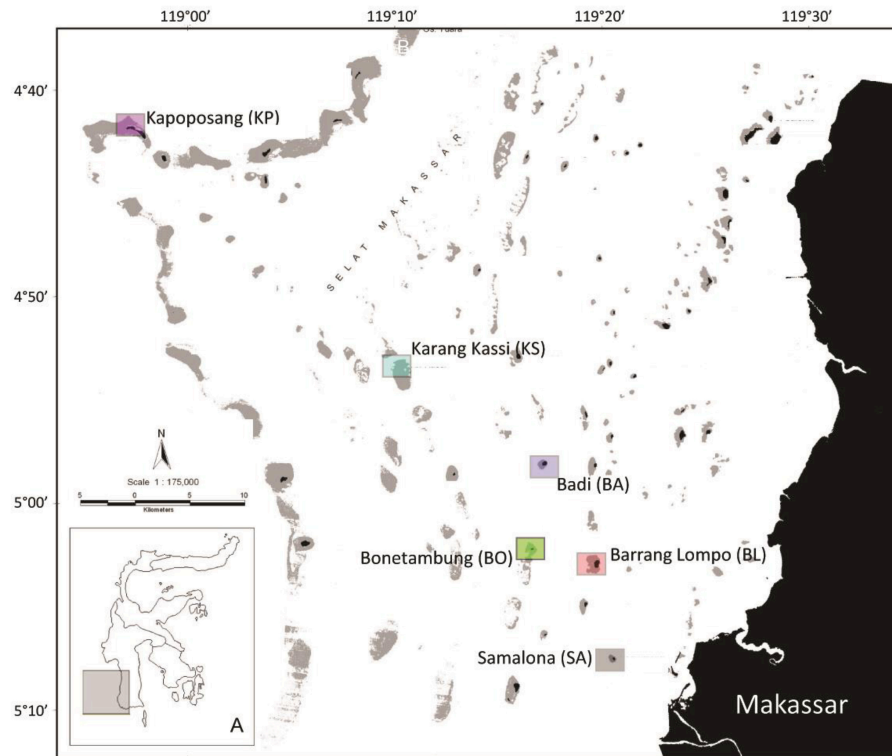 119°00’
119°10’
119°20’
119°30’
4°40’
Kapoposang (KP)
SELAT MAKASSAR
4°50’
Karang Kassi (KS)
N
Scale 1 : 175,000
5 0 5 10
Kilometers
Badi (BA)
5°00’
Bonetambung (BO)
Barrang Lompo (BL)
Samalona (SA)
5°10’
A
Makassar